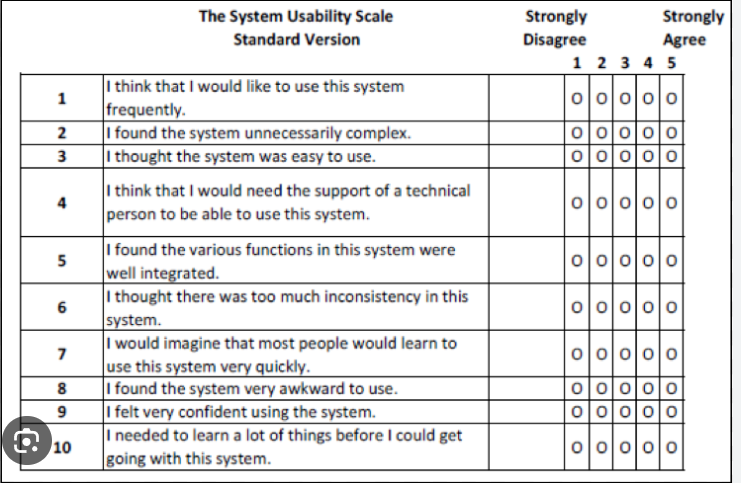 The System Usability Scale
Standard Version
Strongly
Disagree
Strongly
Agree
1 2 3 4 5
1 I think that I would like to use this system
frequently. O O O O O
2 I found the system unnecessarily complex. O O O O O
3 I thought the system was easy to use. O O O O O
4 I think that I would need the support of a technical
person to be able to use this system. O O O O O
5 I found the various functions in this system were
well integrated. O O O O O
6 I thought there was too much inconsistency in this
system. O O O O O
7 I would imagine that most people would learn to
use this system very quickly. O O O O O
8 I found the system very awkward to use. O O O O O
9 I felt very confident using the system. O O O O O
10 I needed to learn a lot of things before I could get
going with this system. O O O O O